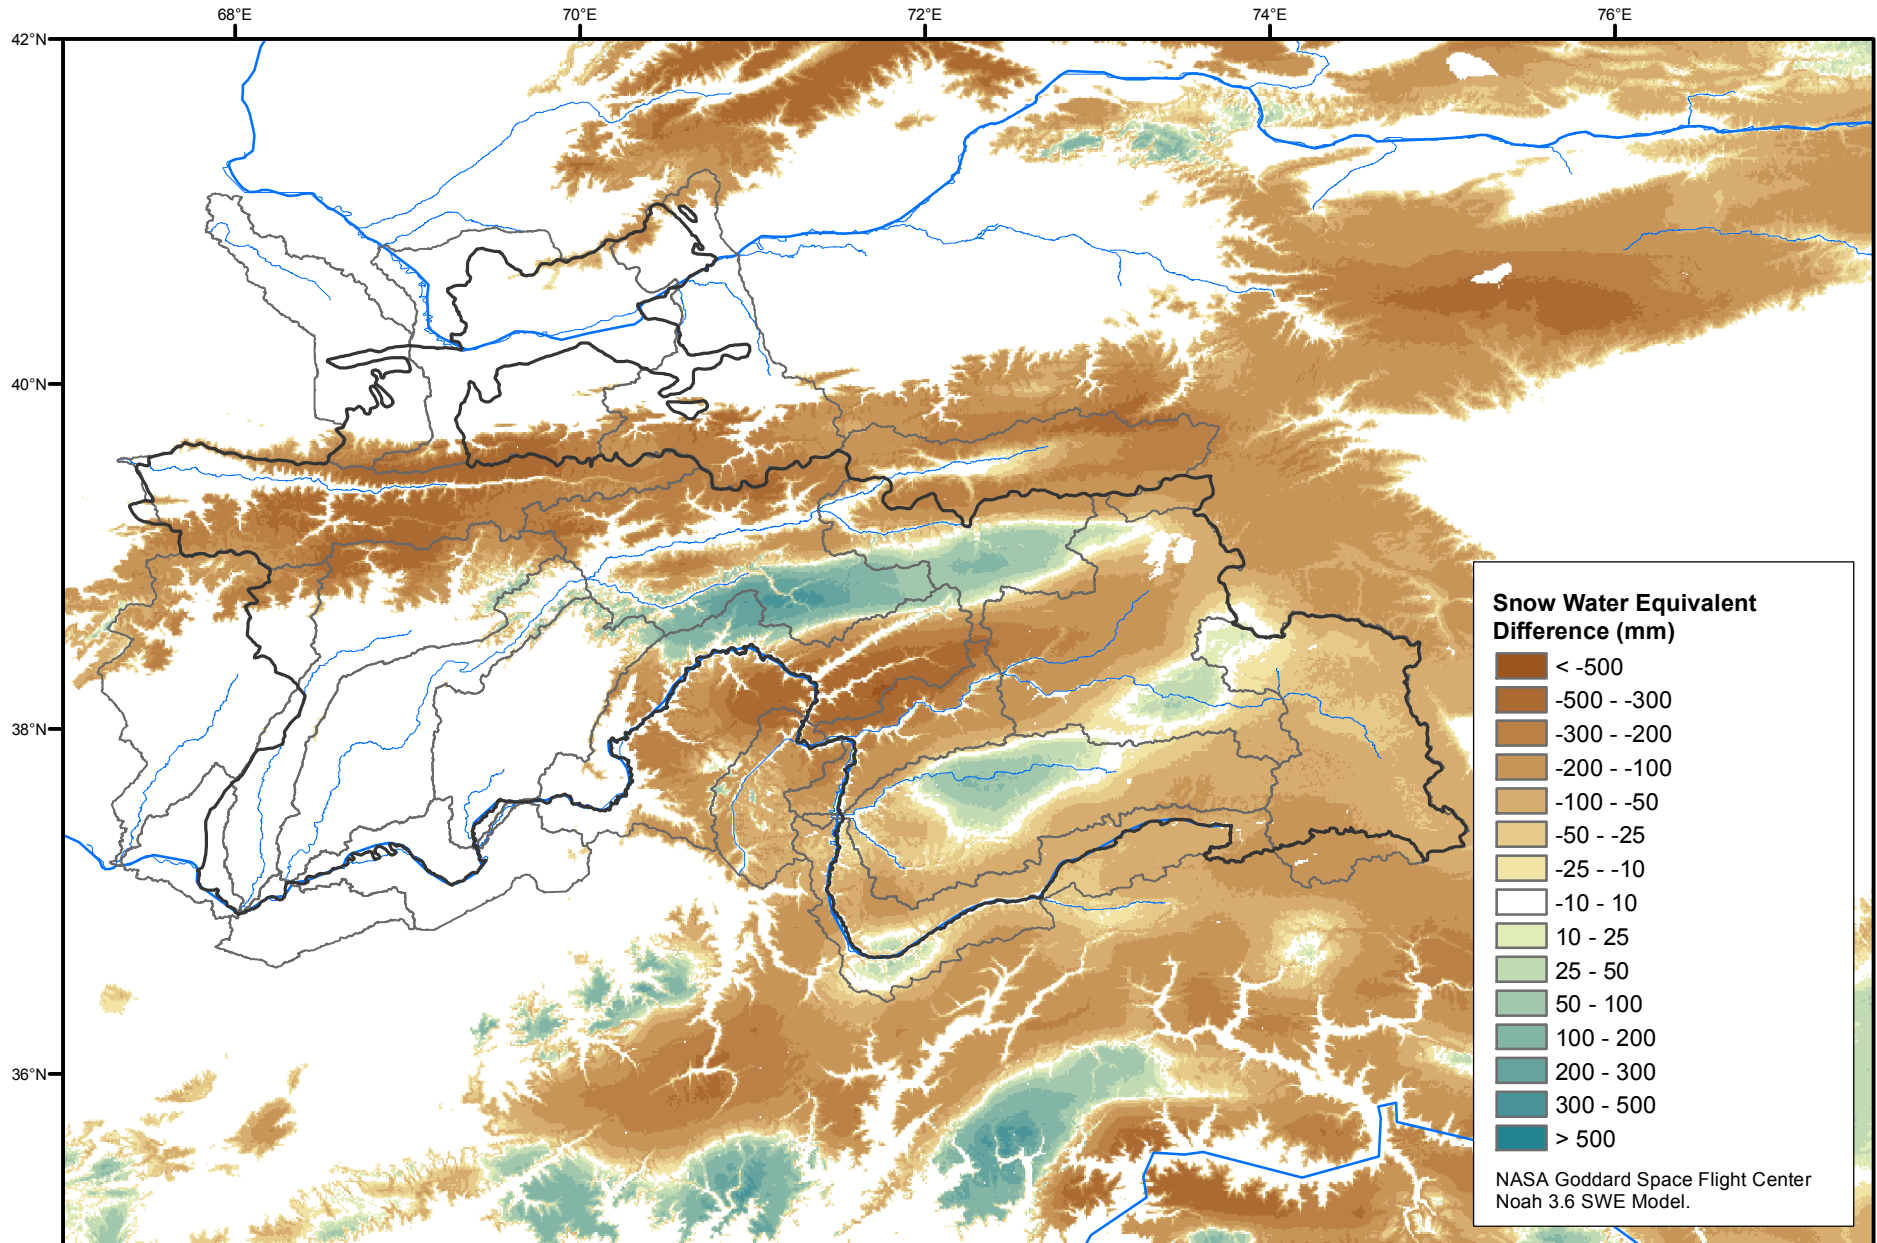 68°E 70°E 72°E 74°E 76°E
42°N
40°N
38°N
36°N
Snow Water Equivalent
Difference (mm)
< -500
-500 - -300
-300 - -200
-200 - -100
-100 - -50
-50 - -25
-25 - -10
-10 - 10
10 - 25
25 - 50
50 - 100
100 - 200
200 - 300
300 - 500
> 500
NASA Goddard Space Flight Center
Noah 3.6 SWE Model.